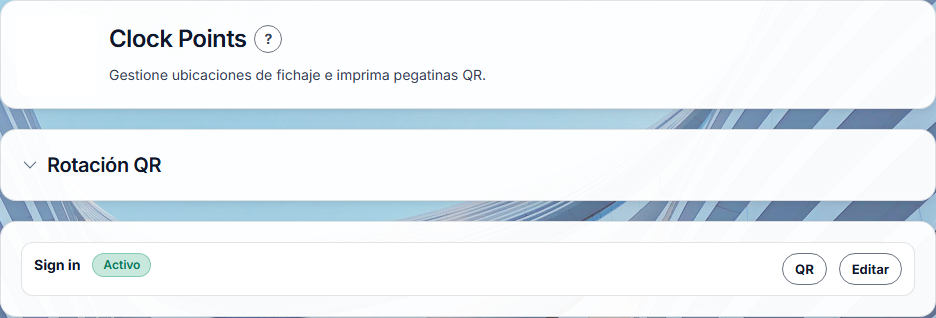 Clock Points ?
Gestione ubicaciones de fichaje e imprima pegatinas QR.
Rotación QR
Sign in Activo QR Editar